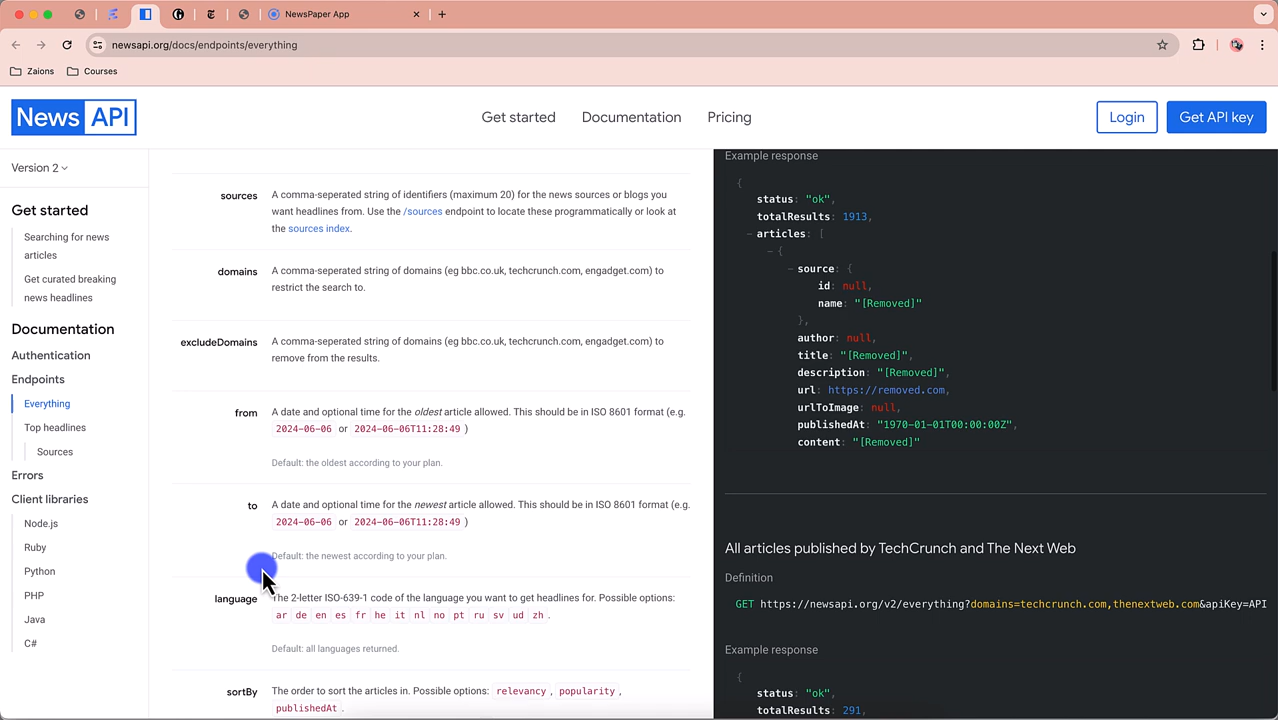 NewsPaper App
newsapi.org/docs/endpoints/everything
Zaions
Courses
News API
Get started
Documentation
Pricing
Login
Get API key
Version 2
Get started
Searching for news
articles
Get curated breaking
news headlines
Documentation
Authentication
Endpoints
Everything
Top headlines
Sources
Errors
Client libraries
Node.js
Ruby
Python
PHP
Java
C#
sources
A comma-seperated string of identifiers (maximum 20) for the news sources or blogs you
want headlines from. Use the /sources endpoint to locate these programmatically or look at
the sources index.
domains
A comma-seperated string of domains (eg bbc.co.uk, techcrunch.com, engadget.com) to
restrict the search to.
excludeDomains
A comma-seperated string of domains (eg bbc.co.uk, techcrunch.com, engadget.com) to
remove from the results.
from
A date and optional time for the oldest article allowed. This should be in ISO 8601 format (e.g.
2024-06-06 or 2024-06-06T11:28:49 )
Default: the oldest according to your plan.
to
A date and optional time for the newest article allowed. This should be in ISO 8601 format (e.g.
2024-06-06 or 2024-06-06T11:28:49 )
Default: the newest according to your plan.
language
The 2-letter ISO-639-1 code of the language you want to get headlines for. Possible options:
ar de en es fr he it nl no pt ru sv ud zh .
Default: all languages returned.
sortBy
The order to sort the articles in. Possible options: relevancy , popularity ,
publishedAt .
Example response
{
status: "ok",
totalResults: 1913,
– articles: [
– {
– source: {
id: null,
name: "[Removed]"
},
author: null,
title: "[Removed]",
description: "[Removed]",
url: https://removed.com,
urlToImage: null,
publishedAt: "1970-01-01T00:00:00Z",
content: "[Removed]"
All articles published by TechCrunch and The Next Web
Definition
GET https://newsapi.org/v2/everything?domains=techcrunch.com,thenextweb.com&apiKey=API
Example response
{
status: "ok",
totalResults: 291,